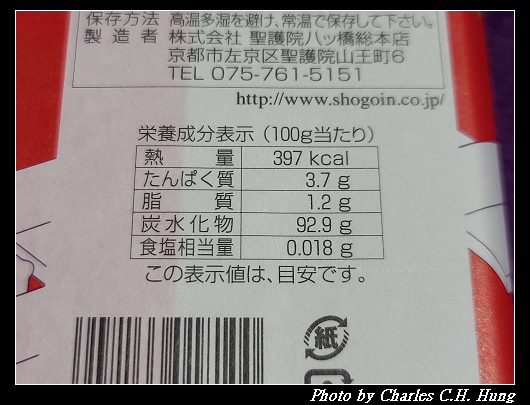 保存方法 高温多湿を避け、常温で保存して下さい。
製造者 株式会社 聖護院八ッ橋総本店
京都市左京区聖護院山王町6
TEL 075-761-5151
http://www.shogoin.co.jp/
栄養成分表示（100g当たり）
熱量 397 kcal
たんぱく質 3.7 g
脂質 1.2 g
炭水化物 92.9 g
食塩相当量 0.018 g
この表示値は、目安です。
紙
Photo by Charles C.H. Hung